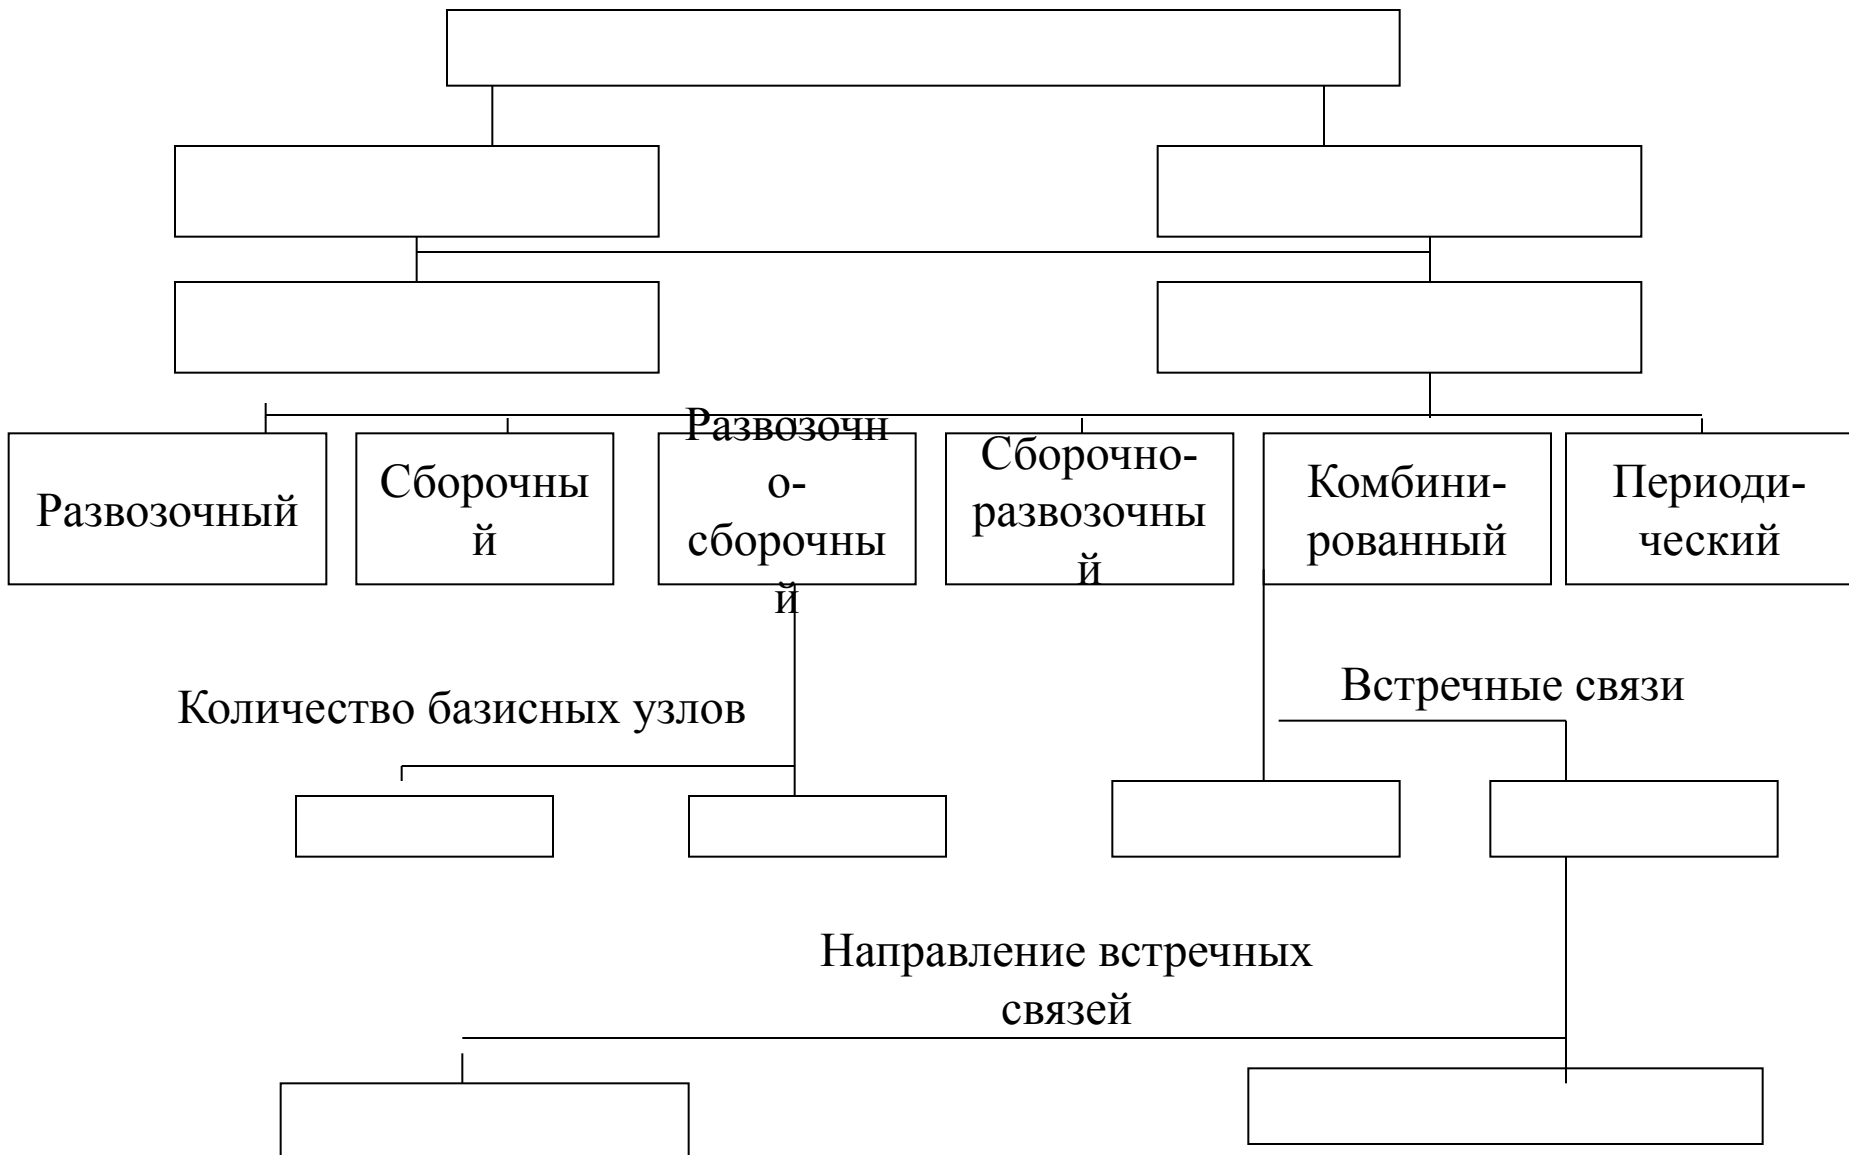 Развозочный
Сборочны
й
Развозочн
о-
сборочны
й
Сборочно-
развозочны
й
Комбини-
рованный
Периоди-
ческий
Количество базисных узлов
Встречные связи
Направление встречных
связей